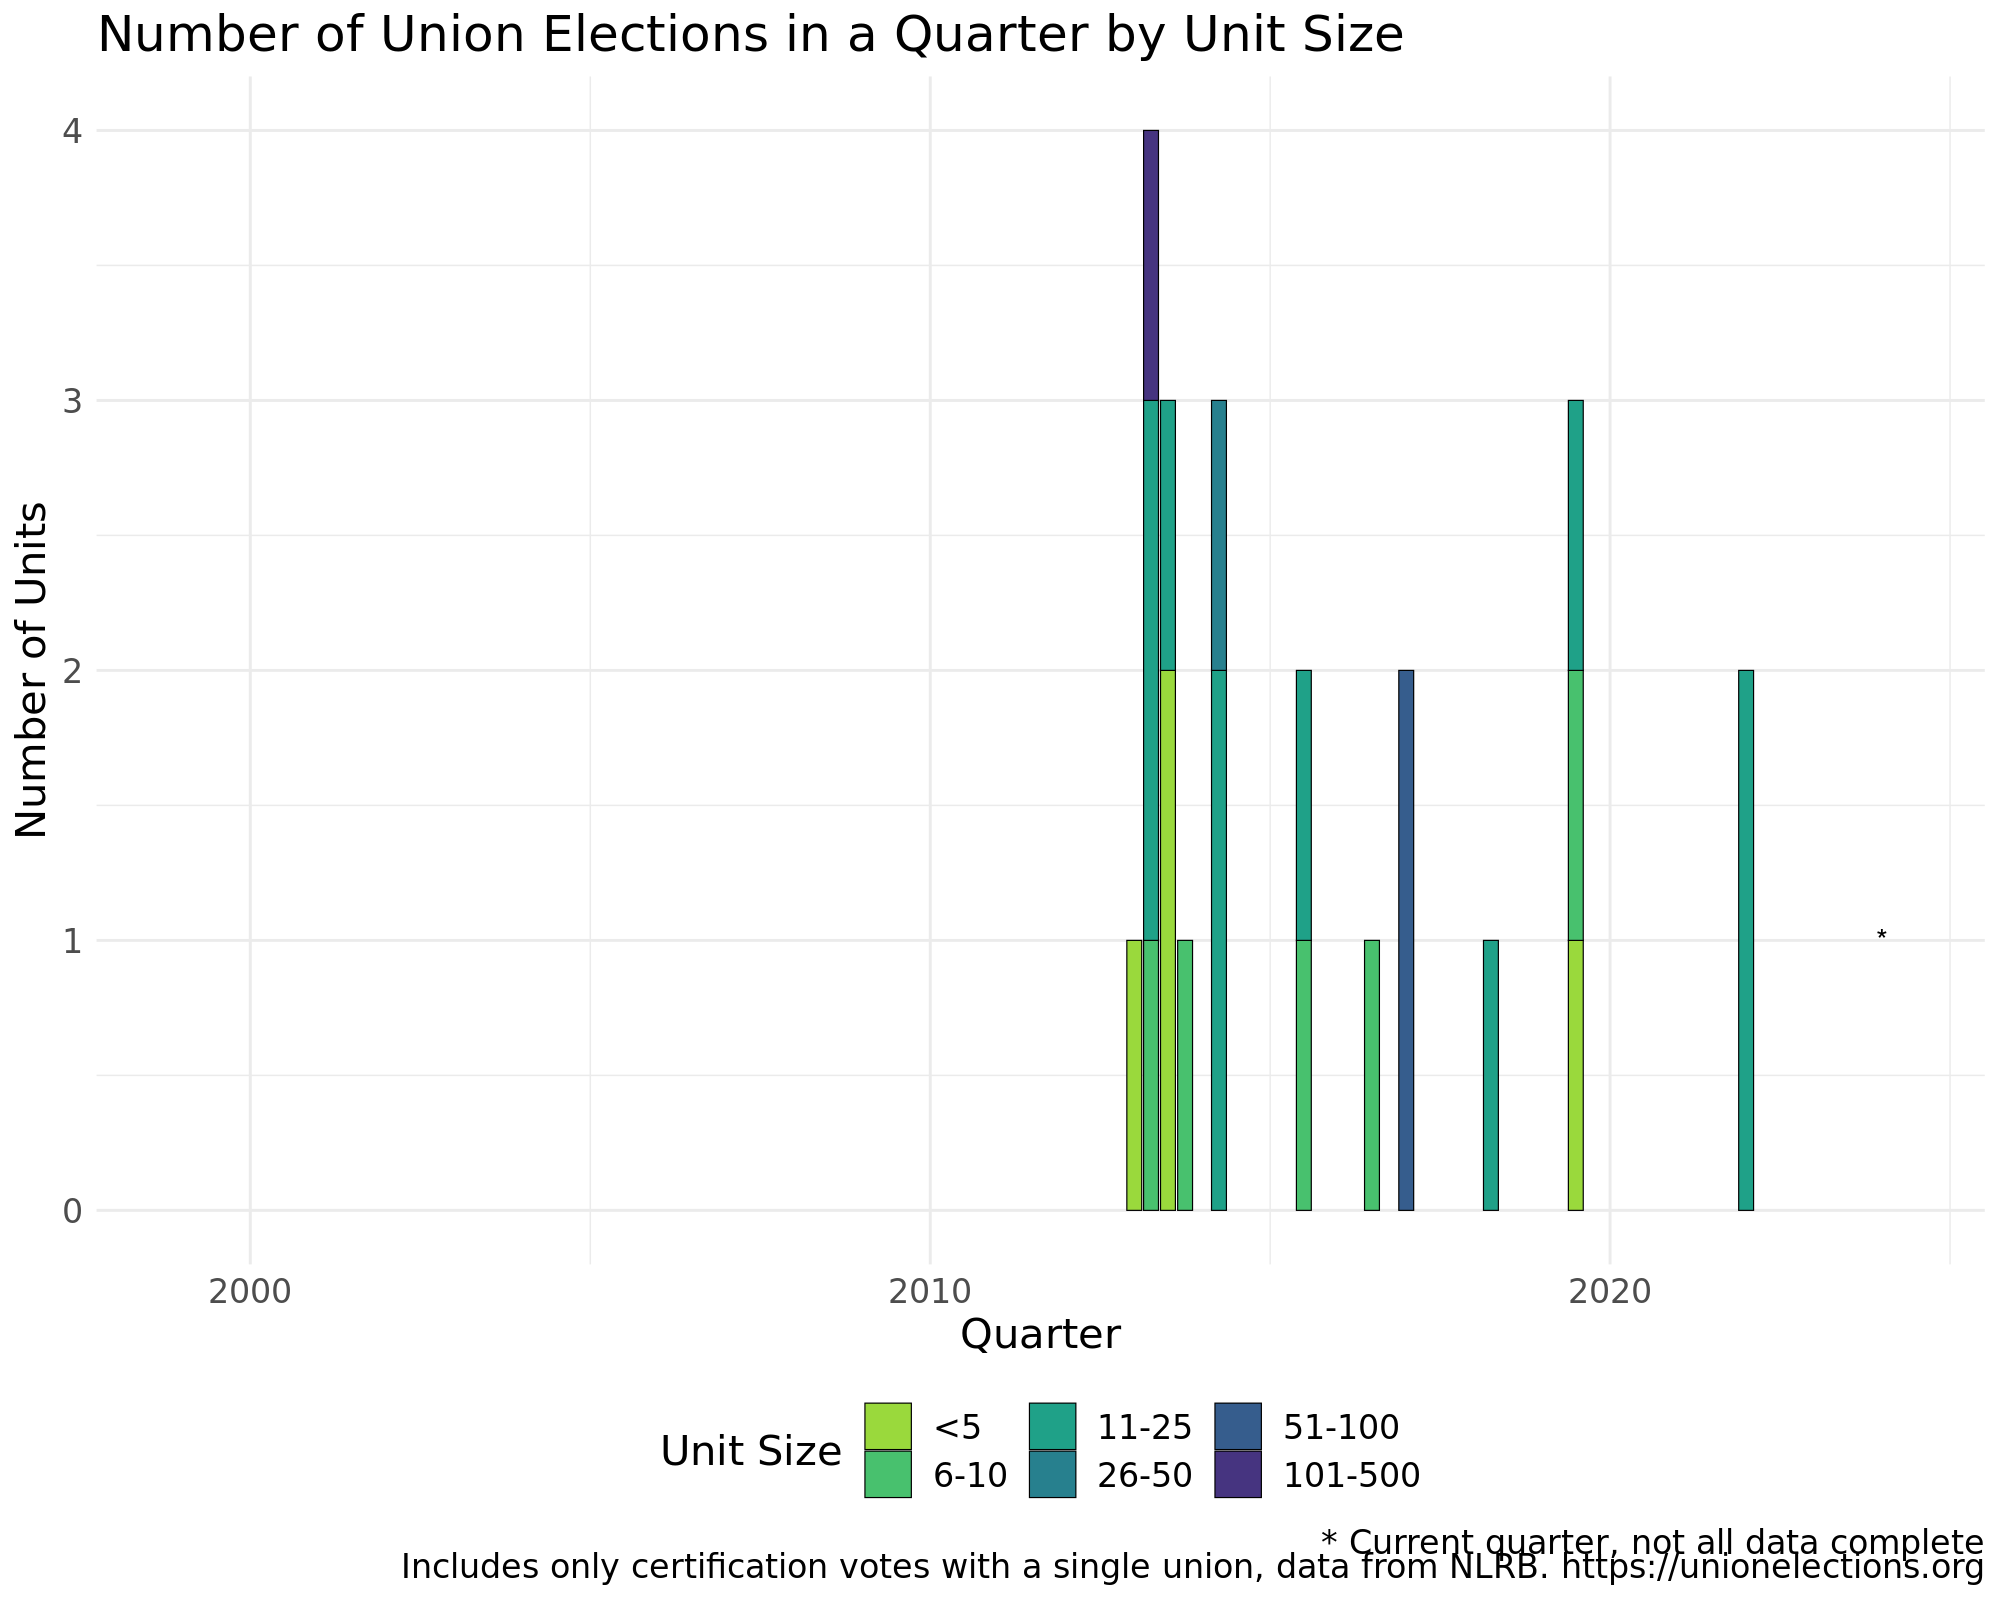 Number of Union Elections in a Quarter by Unit Size
Number of Units
4
3
2
1
0
*
2000 2010 2020
Quarter
Unit Size
<5 11-25 51-100
6-10 26-50 101-500
* Current quarter, not all data complete
Includes only certification votes with a single union, data from NLRB. https://unionelections.org